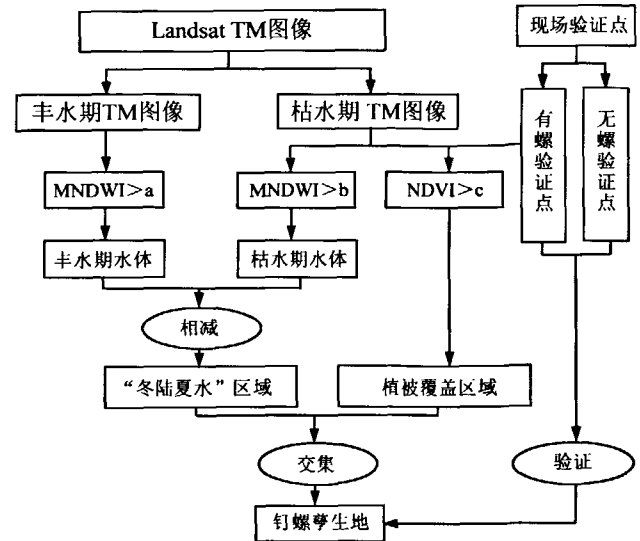 Landsat TM图像
现场验证点
丰水期TM图像
枯水期 TM图像
有螺验证点
无螺验证点
MNDWI>a
MNDWI>b
NDVI>c
丰水期水体
枯水期水体
相减
“冬陆夏水”区域
植被覆盖区域
交集
验证
钉螺孳生地